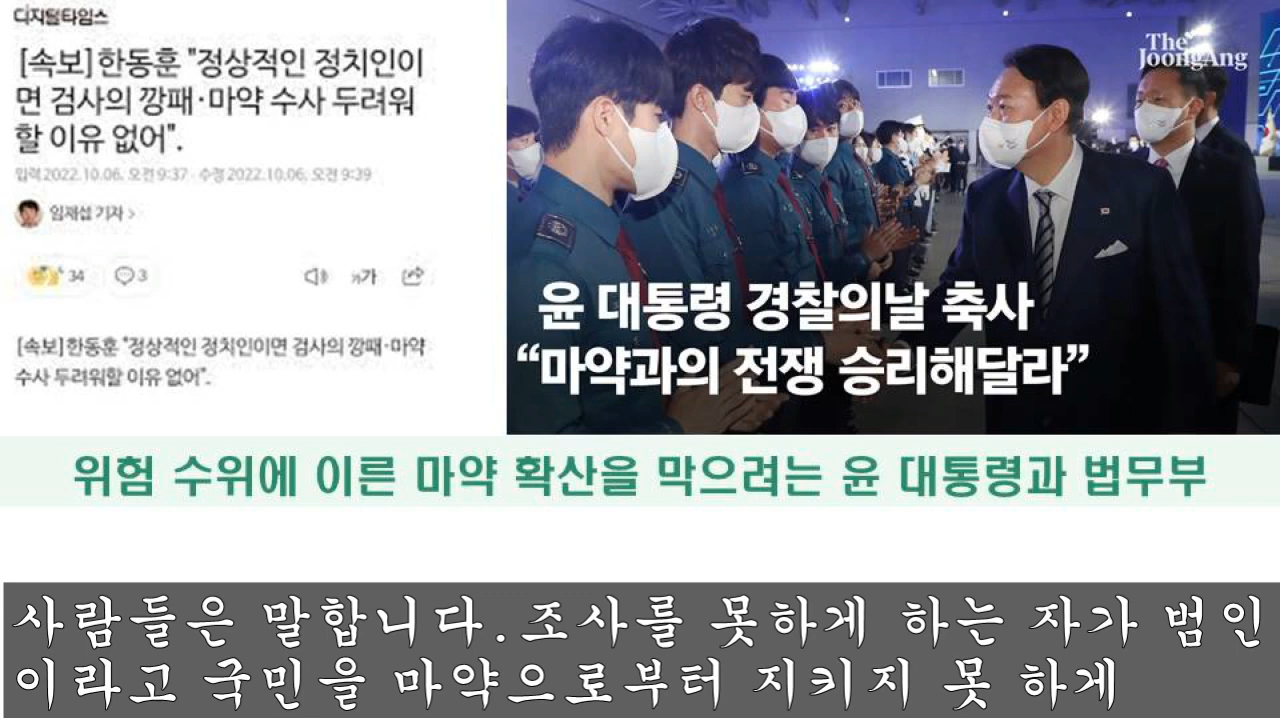 디지털타임스
[속보]한동훈 "정상적인 정치인이
면 검사의 깡패·마약 수사 두려워
할 이유 없어".
입력 2022.10.06. 오전 9:37 · 수정 2022.10.06. 오전 9:39
임재섭 기자 >
34
3
가
[속보]한동훈 "정상적인 정치인이면 검사의 깡패·마약
수사 두려워할 이유 없어".
The
JoongAng
윤 대통령 경찰의날 축사
“마약과의 전쟁 승리해달라”
위험 수위에 이른 마약 확산을 막으려는 윤 대통령과 법무부
사람들은 말합니다.조사를 못하게 하는 자가 범인
이라고 국민을 마약으로부터 지키지 못 하게